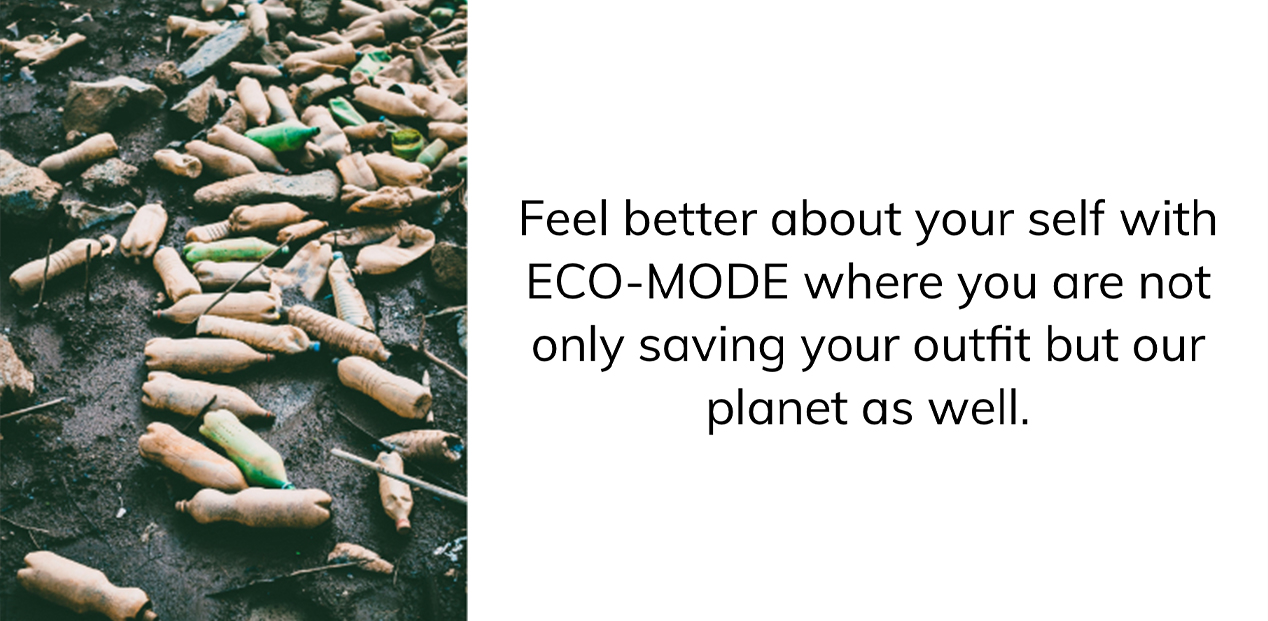 Feel better about your self with
ECO-MODE where you are not
only saving your outfit but our
planet as well.